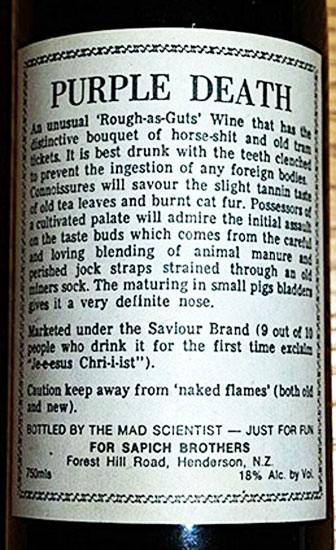 PURPLE DEATH
An unusual 'Rough-as-Guts' Wine that has the
distinctive bouquet of horse-shit and old tram
tickets. It is best drunk with the teeth clenched
to prevent the ingestion of any foreign bodies.
Connoissures will savour the slight tannin taste
of old tea leaves and burnt cat fur. Possessors of
a cultivated palate will admire the initial assault
on the taste buds which comes from the careful
and loving blending of animal manure and
perished jock straps strained through an old
miners sock. The maturing in small pigs bladders
gives it a very definite nose.
Marketed under the Saviour Brand (9 out of 10
people who drink it for the first time exclaim
"Je-e-esus Chri-i-ist").
Caution keep away from 'naked flames' (both old
and new).
BOTTLED BY THE MAD SCIENTIST — JUST FOR FUN
FOR SAPICH BROTHERS
Forest Hill Road, Henderson, N.Z.
750mls 18% Alc. by Vol.